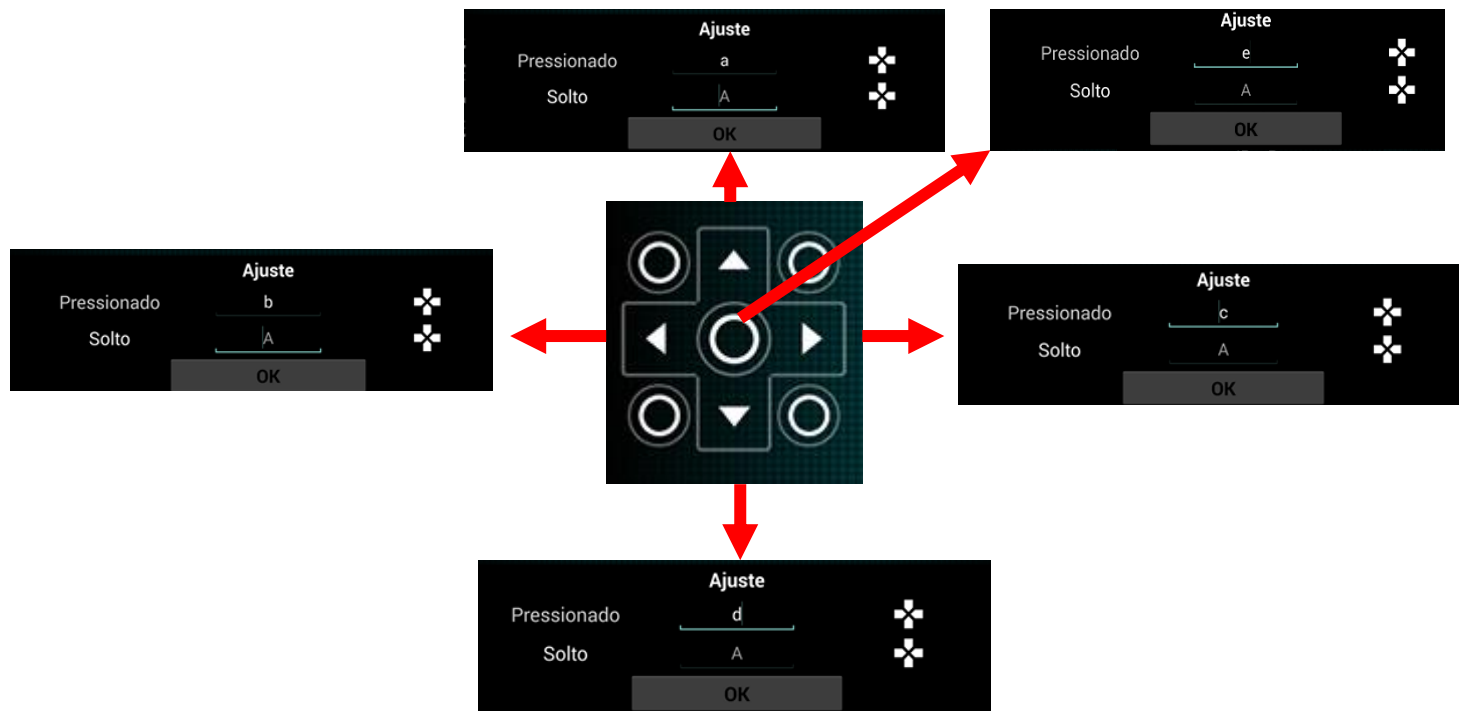 Ajuste
Pressionado a
Solto A
OK
Ajuste
Pressionado e
Solto A
OK
Ajuste
Pressionado b
Solto A
OK
Ajuste
Pressionado c
Solto A
OK
Ajuste
Pressionado d
Solto A
OK